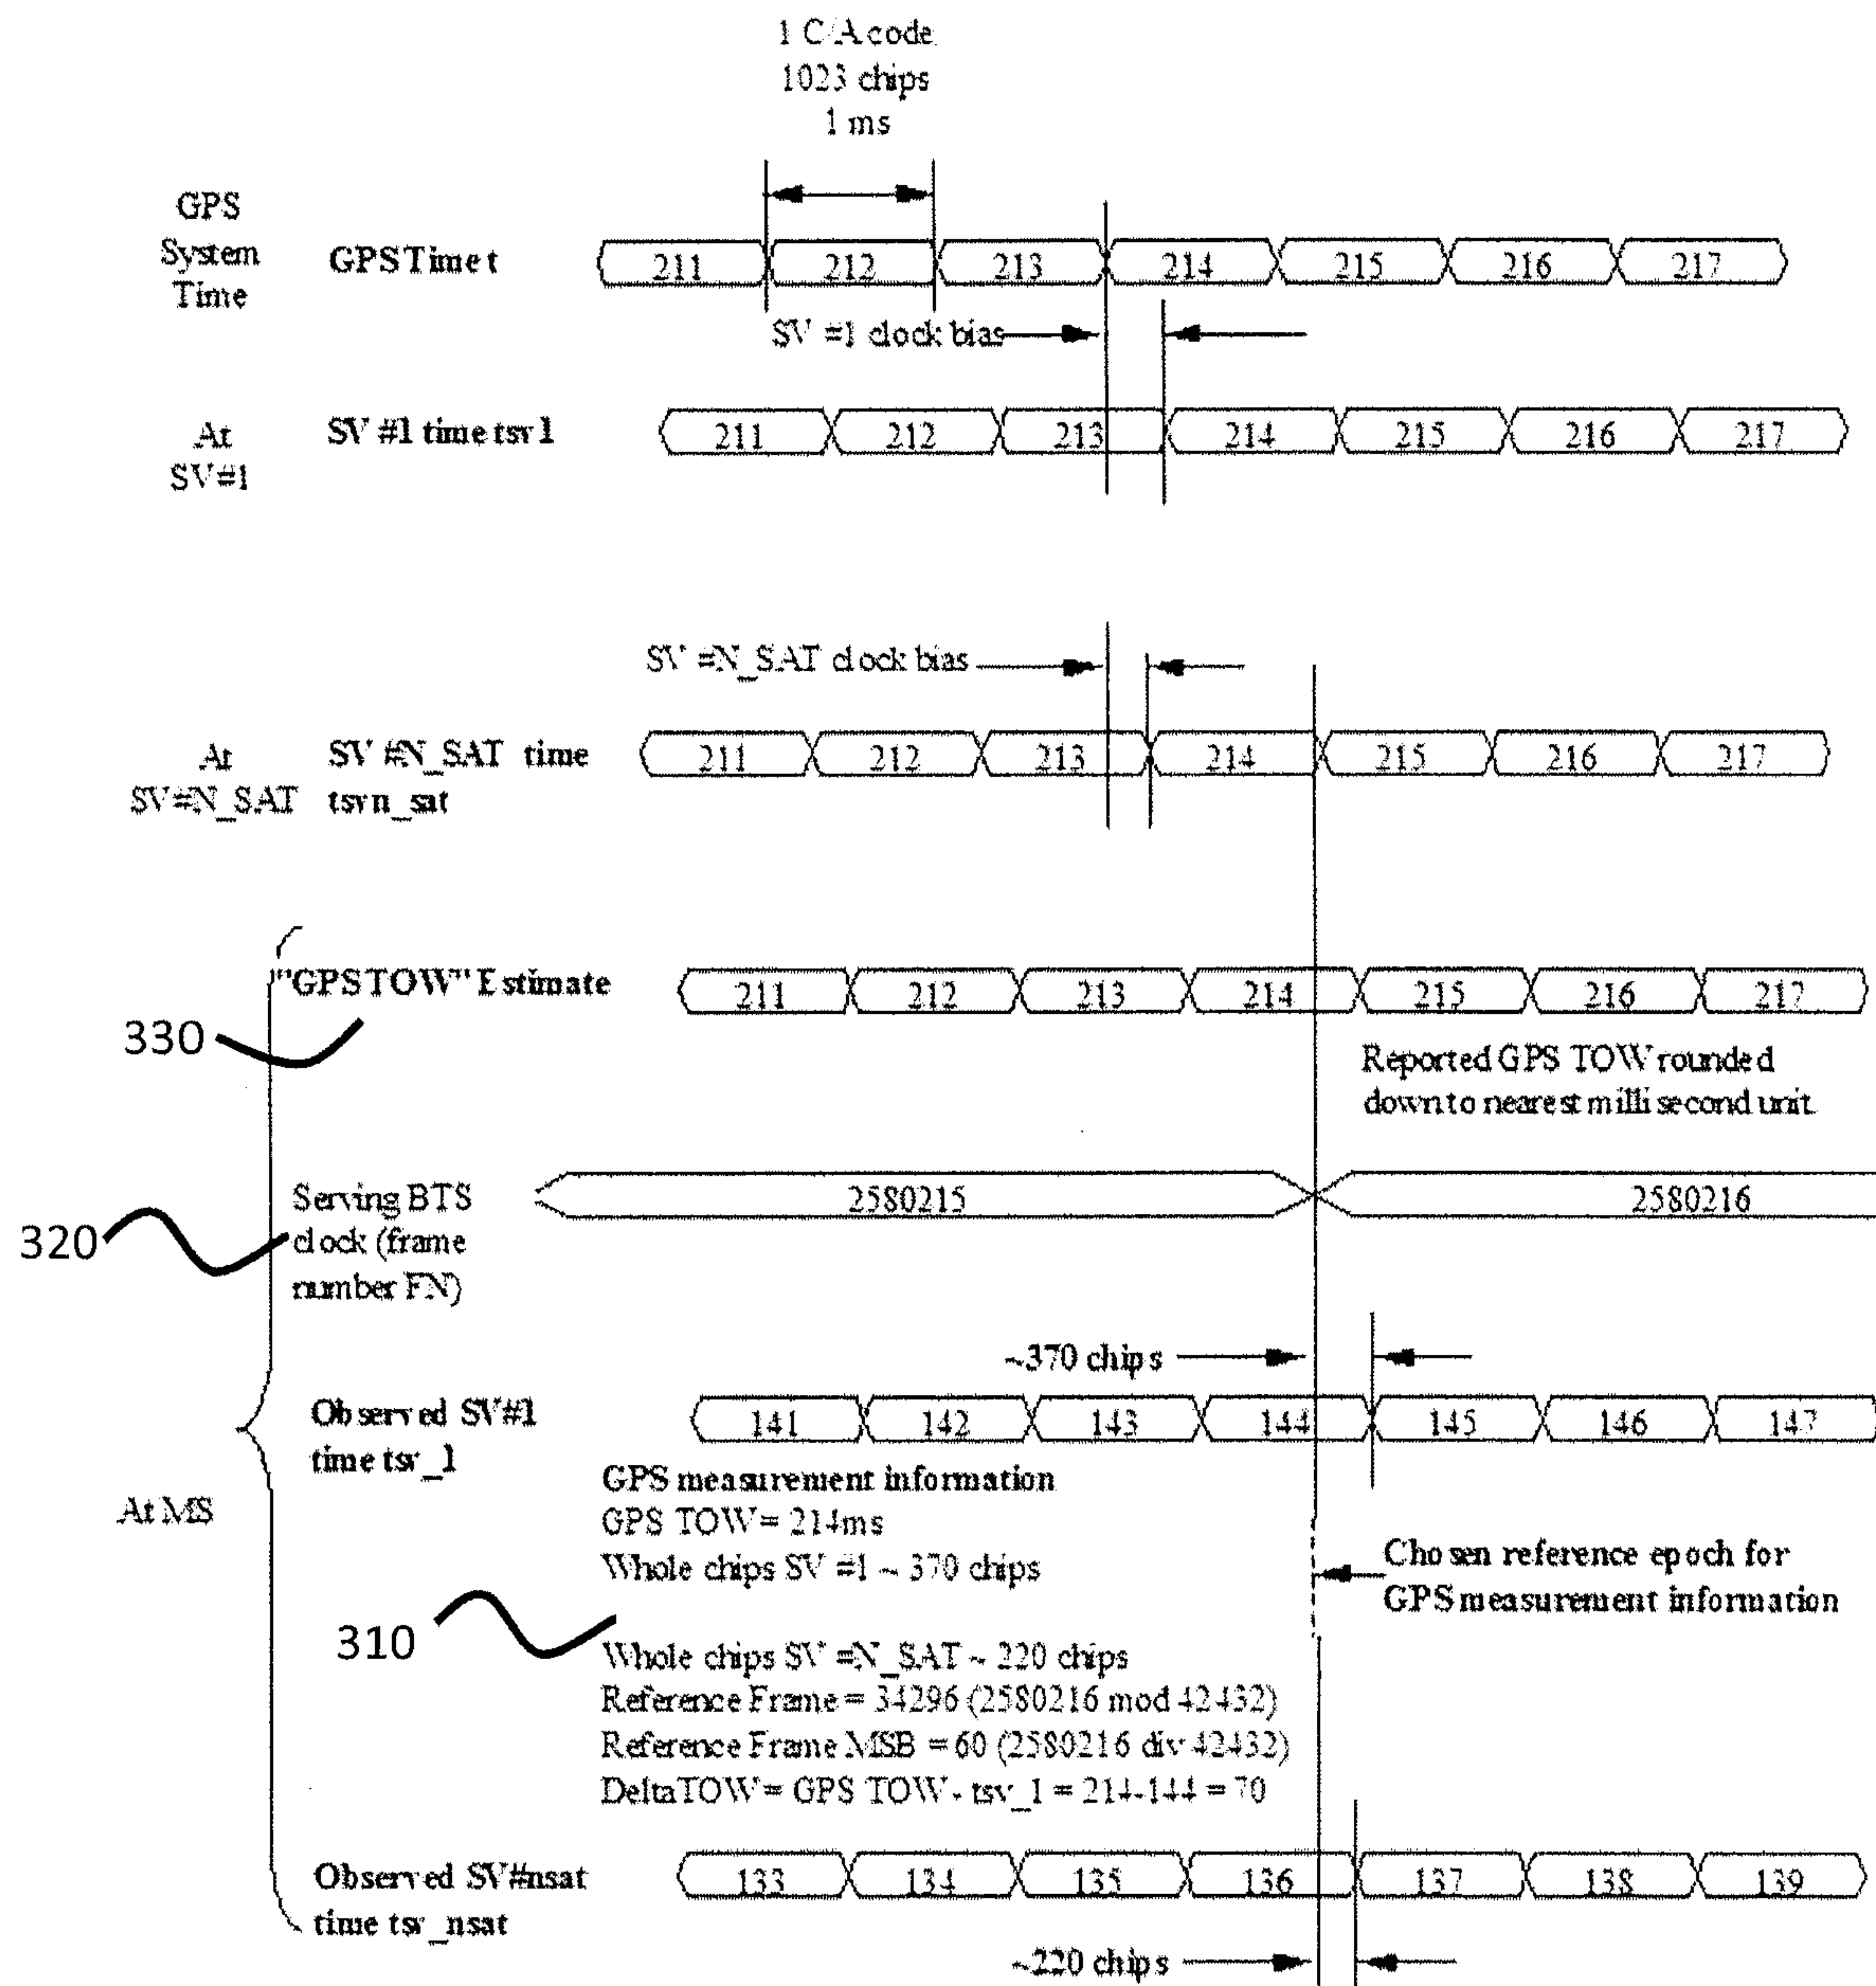 1 C/A code
1023 chips
1 ms
GPS
System
Time
GPS Time t
211 212 213 214 215 216 217
SV #1 clock bias
At
SV#1
SV #1 time tsv1
211 212 213 214 215 216 217
SV #N_SAT clock bias
At
SV#N_SAT
SV #N_SAT time
tsvn_sat
211 212 213 214 215 216 217
"GPSTOW" Estimate
211 212 213 214 215 216 217
330
Reported GPS TOW rounded
down to nearest millisecond unit.
Serving BTS
clock (frame
number FN)
2580215 2580216
320
~370 chips
Observed SV#1
time tsv_1
141 142 143 144 145 146 147
At MS
GPS measurement information
GPS TOW = 214ms
Whole chips SV #1 ~ 370 chips
Chosen reference epoch for
GPS measurement information
310
Whole chips SV #N_SAT ~ 220 chips
Reference Frame = 34296 (2580216 mod 42432)
Reference Frame MSB = 60 (2580216 div 42432)
DeltaTOW = GPS TOW - tsv_1 = 214-144 = 70
Observed SV#nsat
time tsv_nsat
133 134 135 136 137 138 139
~220 chips